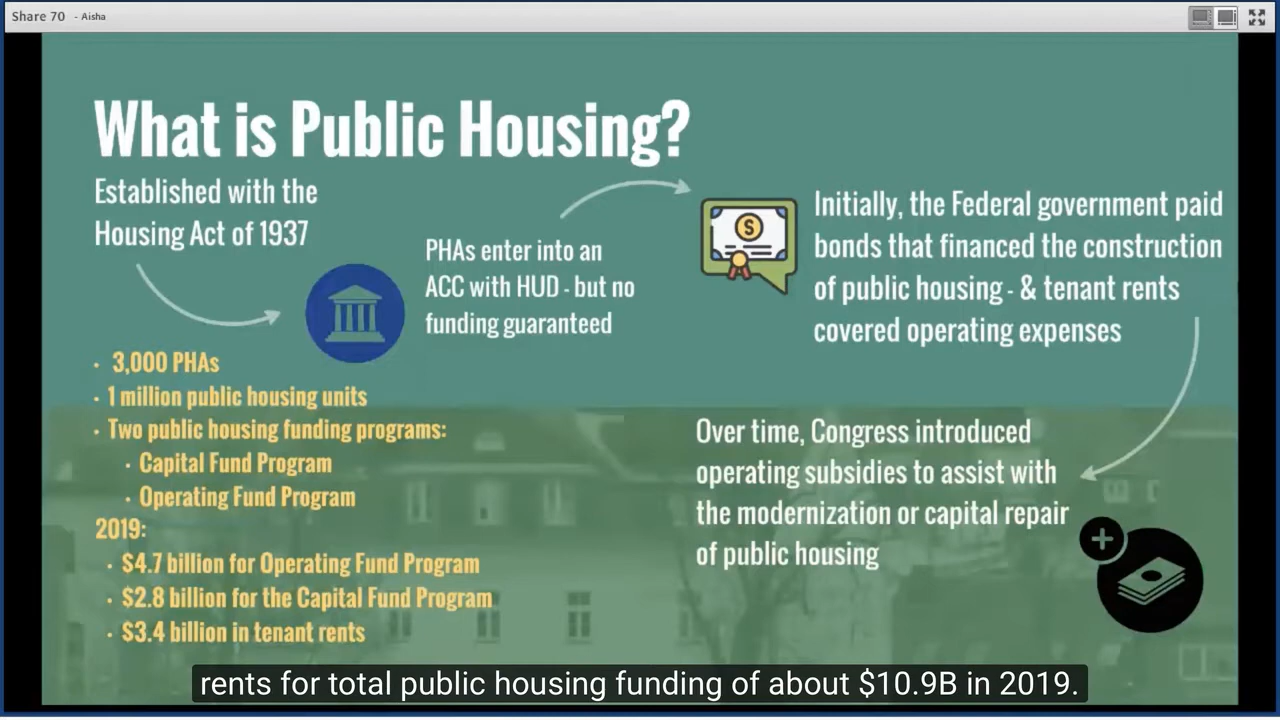 Share 70 - Aisha
What is Public Housing?
Established with the
Housing Act of 1937
PHAs enter into an
ACC with HUD - but no
funding guaranteed
$
Initially, the Federal government paid
bonds that financed the construction
of public housing - & tenant rents
covered operating expenses
Over time, Congress introduced
operating subsidies to assist with
the modernization or capital repair
of public housing
· 3,000 PHAs
· 1 million public housing units
· Two public housing funding programs:
· Capital Fund Program
· Operating Fund Program
2019:
· $4.7 billion for Operating Fund Program
· $2.8 billion for the Capital Fund Program
· $3.4 billion in tenant rents
rents for total public housing funding of about $10.9B in 2019.